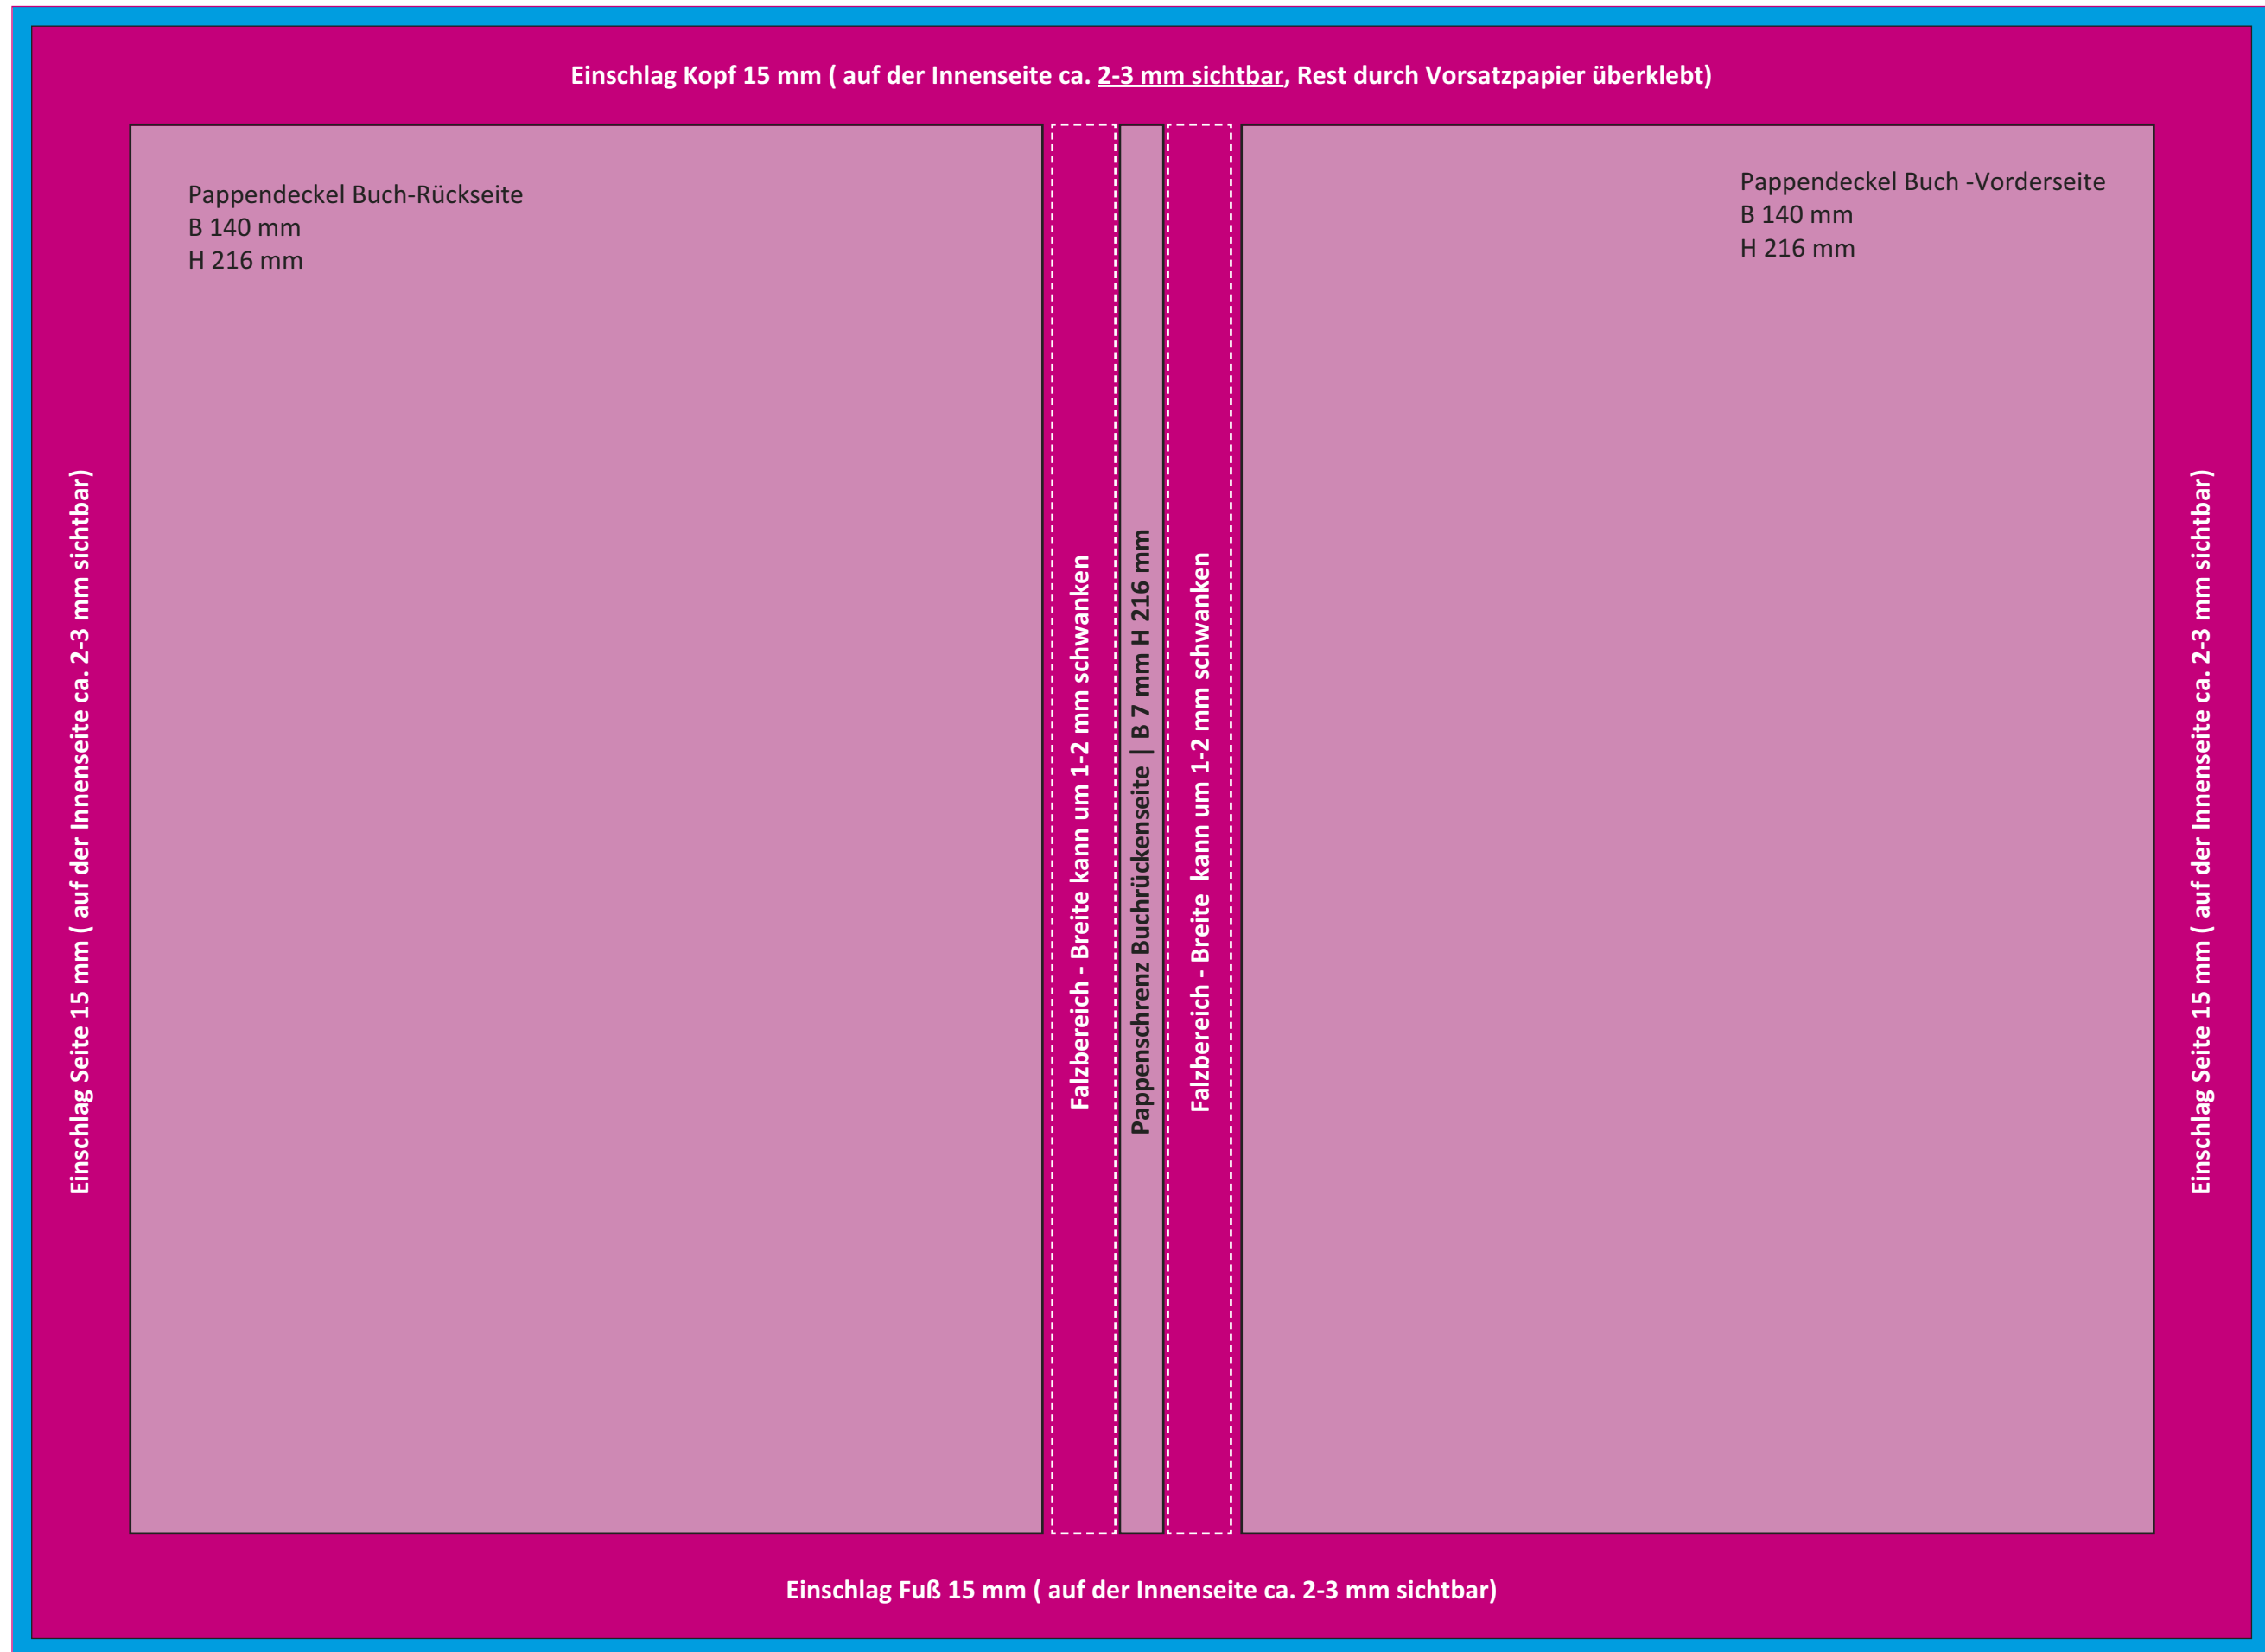 Einschlag Kopf 15 mm ( auf der Innenseite ca. 2-3 mm sichtbar, Rest durch Vorsatzpapier überklebt)
Pappendeckel Buch-Rückseite
B 140 mm
H 216 mm
Pappendeckel Buch -Vorderseite
B 140 mm
H 216 mm
Einschlag Seite 15 mm ( auf der Innenseite ca. 2-3 mm sichtbar)
Falzbereich - Breite kann um 1-2 mm schwanken
Pappenschrenz Buchrückenseite | B 7 mm H 216 mm
Falzbereich - Breite kann um 1-2 mm schwanken
Einschlag Seite 15 mm ( auf der Innenseite ca. 2-3 mm sichtbar)
Einschlag Fuß 15 mm ( auf der Innenseite ca. 2-3 mm sichtbar)